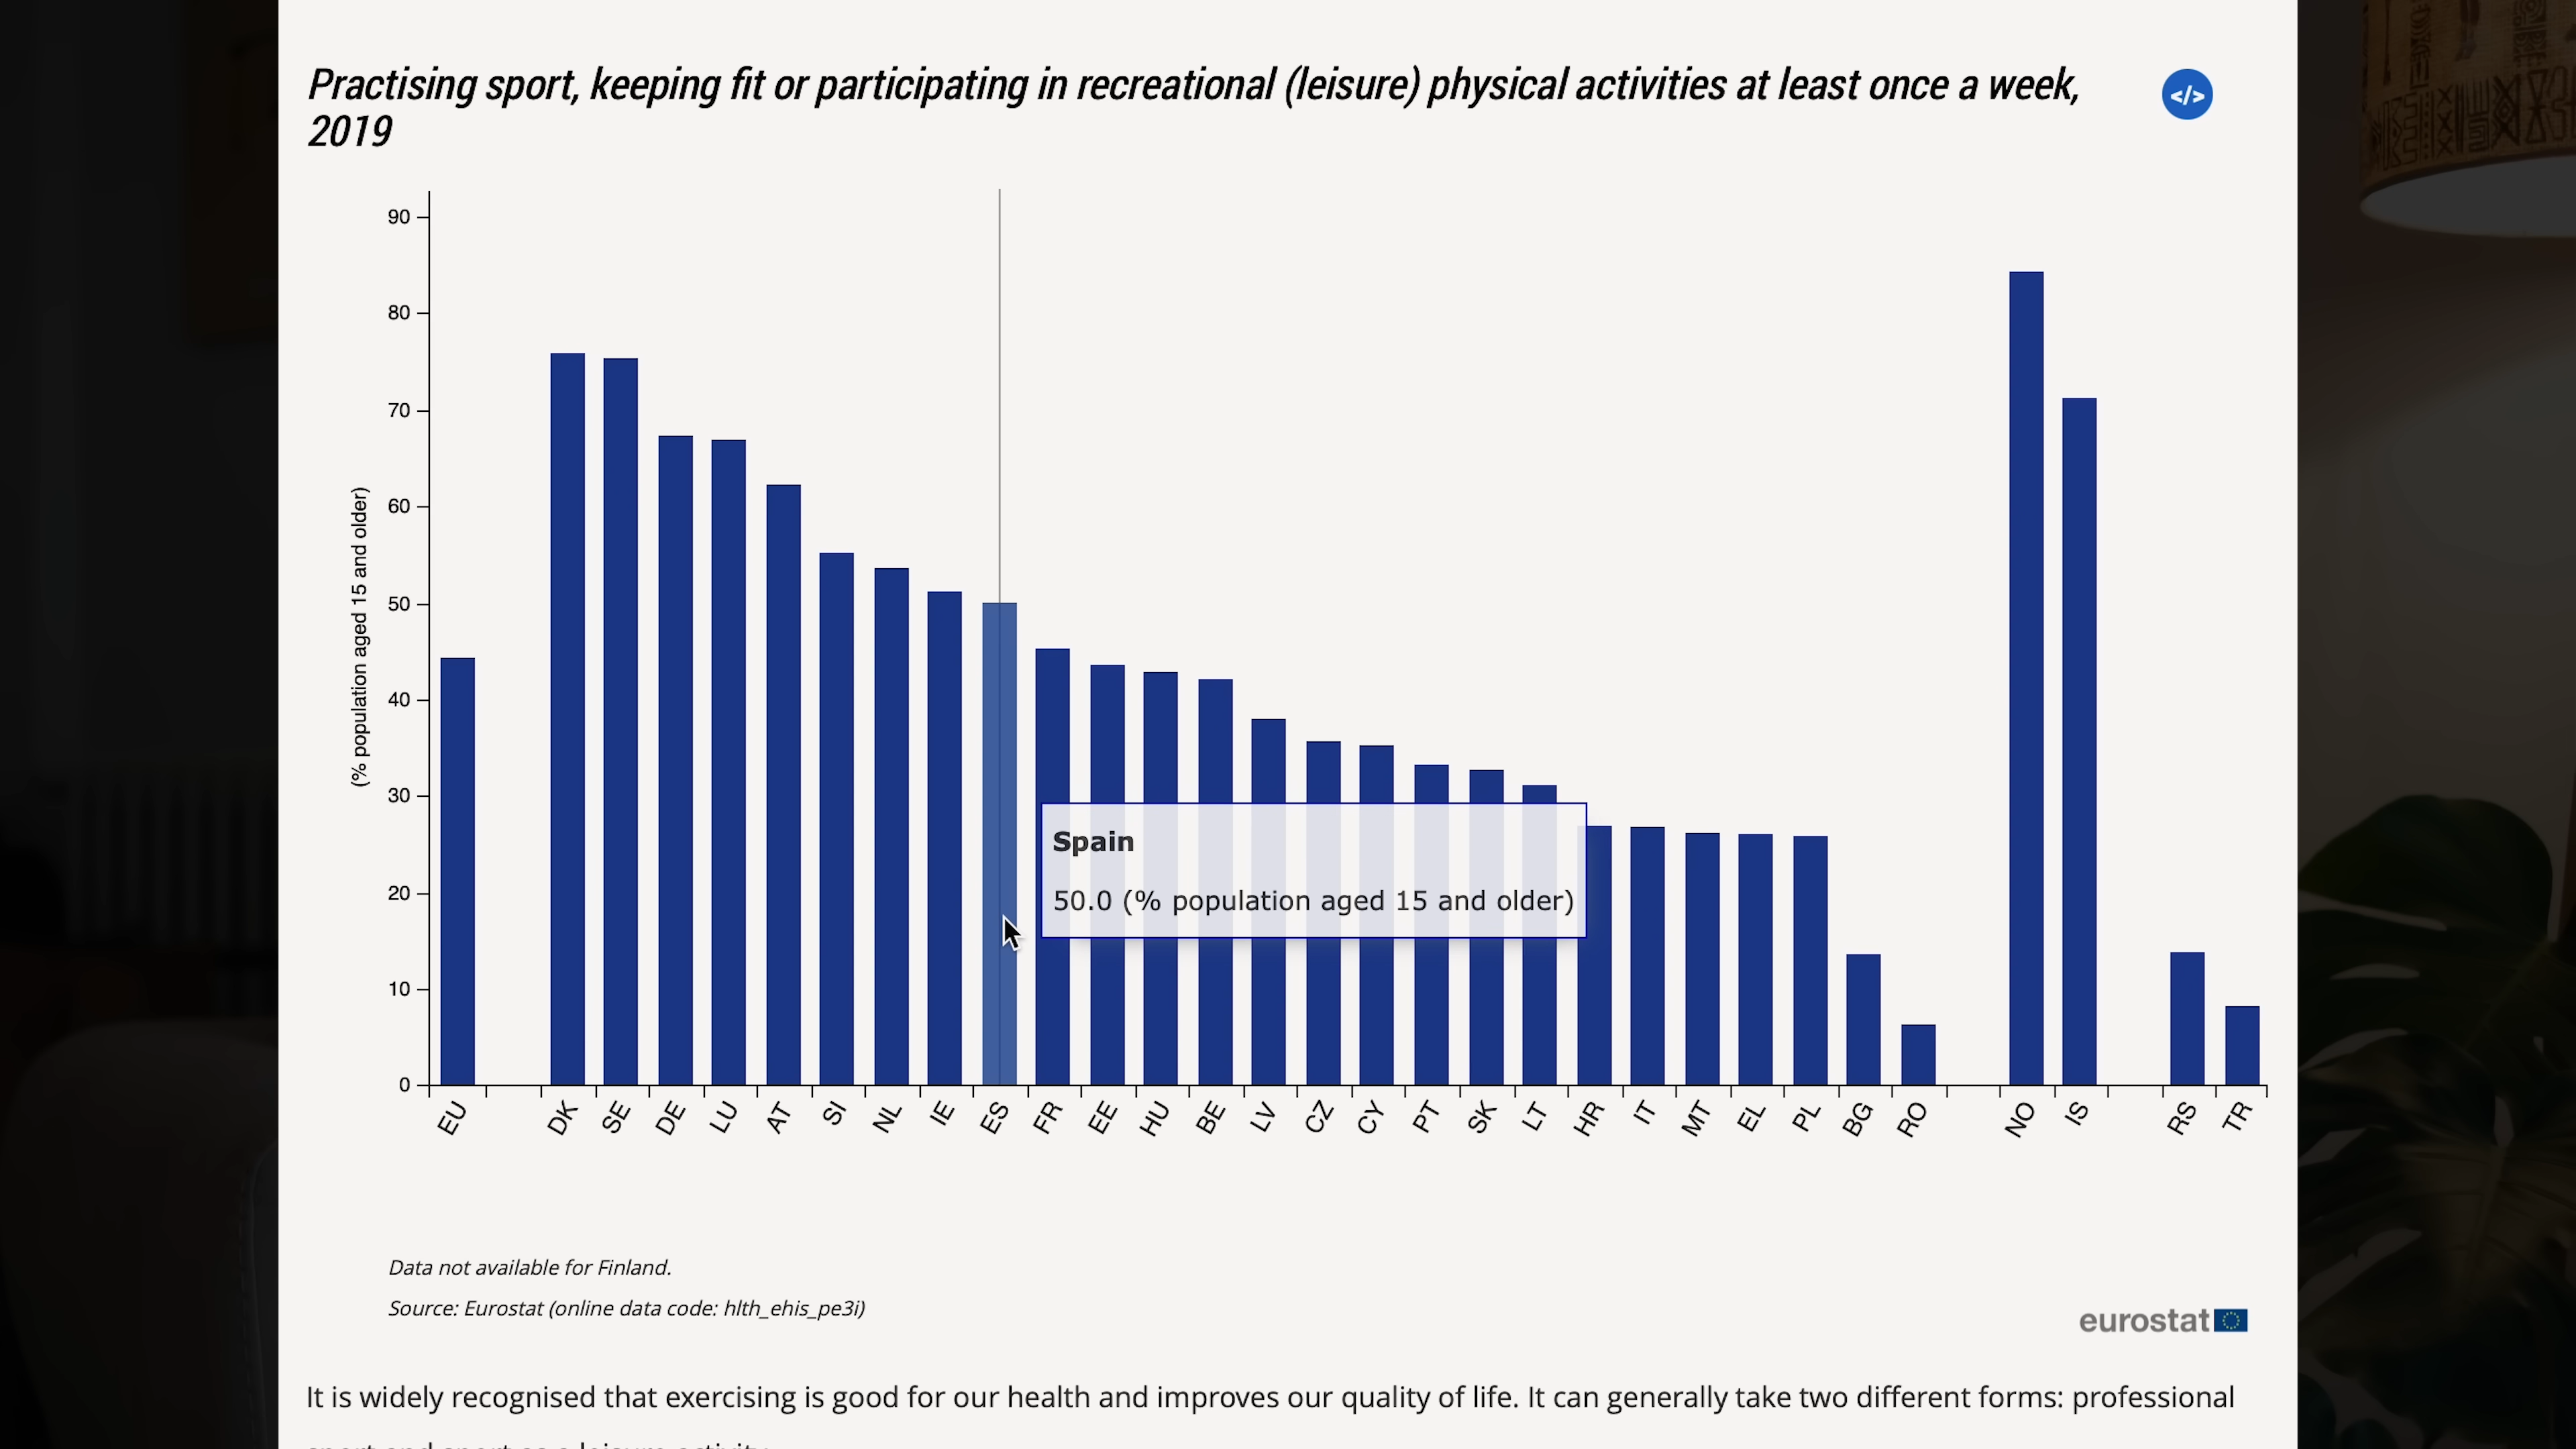 Practising sport, keeping fit or participating in recreational (leisure) physical activities at least once a week,
2019
</>
(% population aged 15 and older)
90
80
70
60
50
40
30
20
10
0
Spain
50.0 (% population aged 15 and older)
EU DK SE DE LU AT SI NL IE ES FR EE HU BE LV CZ CY PT SK LT HR IT MT EL PL BG RO NO IS RS TR
Data not available for Finland.
Source: Eurostat (online data code: hlth_ehis_pe3i)
eurostat
It is widely recognised that exercising is good for our health and improves our quality of life. It can generally take two different forms: professional